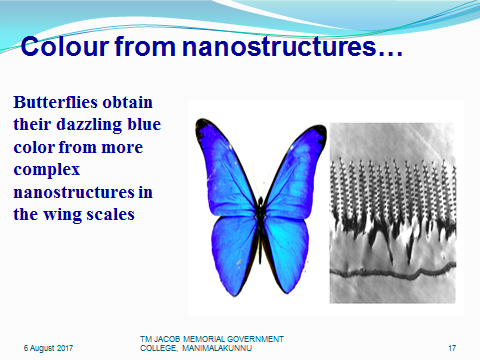 Colour from nanostructures…
Butterflies obtain
their dazzling blue
color from more
complex
nanostructures in
the wing scales
6 August 2017
TM JACOB MEMORIAL GOVERNMENT
COLLEGE, MANIMALAKUNNU
17